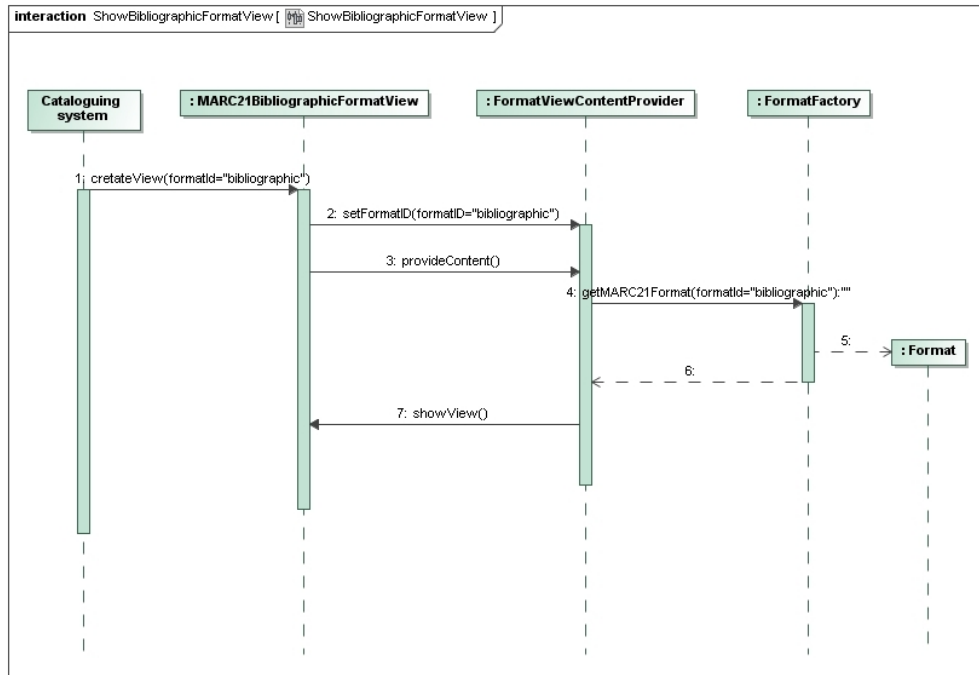 interaction ShowBibliographicFormatView [ ShowBibliographicFormatView ]
Cataloguing
system
: MARC21BibliographicFormatView
: FormatViewContentProvider
: FormatFactory
1: cretateView(formatId="bibliographic")
2: setFormatID(formatID="bibliographic")
3: provideContent()
4: getMARC21Format(formatId="bibliographic"):""
5:
: Format
6:
7: showView()